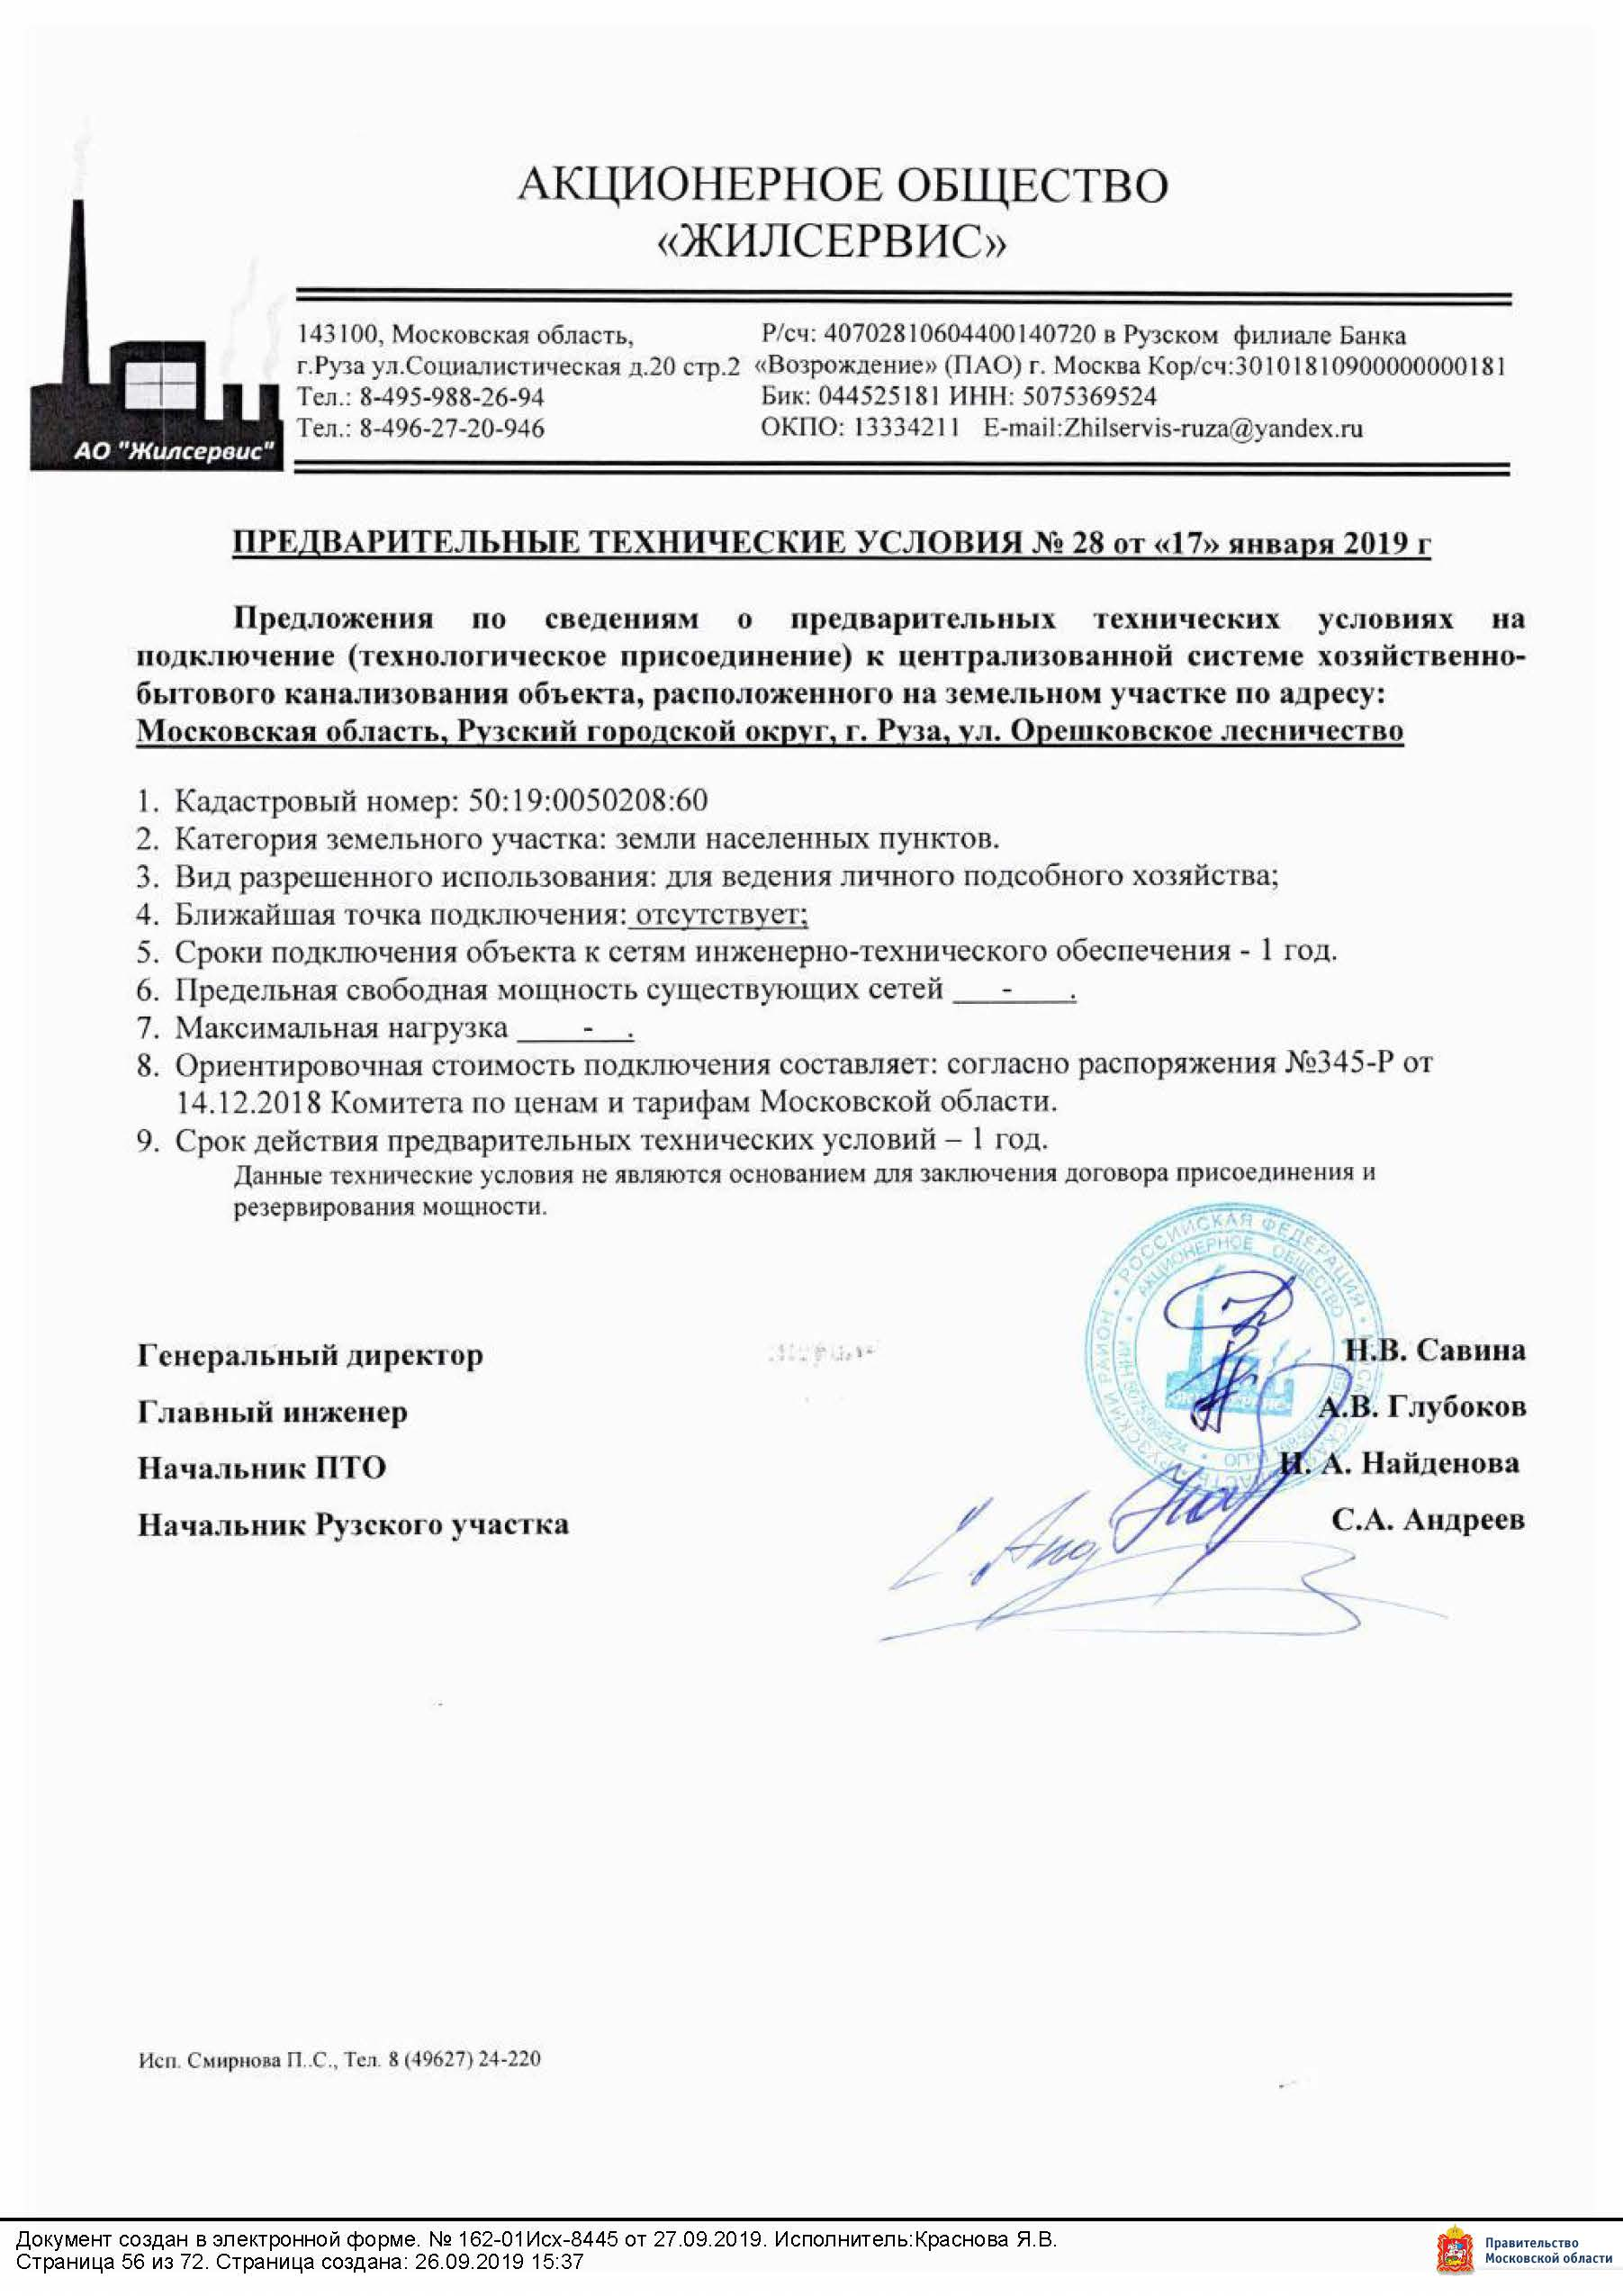 АКЦИОНЕРНОЕ ОБЩЕСТВО
«ЖИЛСЕРВИС»
143100, Московская область,
г.Руза ул.Социалистическая д.20 стр.2
Тел.: 8-495-988-26-94
Тел.: 8-496-27-20-946
Р/сч: 40702810604400140720 в Рузском филиале Банка
«Возрождение» (ПАО) г. Москва Кор/сч:30101810900000000181
Бик: 044525181 ИНН: 5075369524
ОКПО: 13334211 E-mail:Zhilservis-ruza@yandex.ru
АО "Жилсервис"
ПРЕДВАРИТЕЛЬНЫЕ ТЕХНИЧЕСКИЕ УСЛОВИЯ № 28 от «17» января 2019 г
Предложения по сведениям о предварительных технических условиях на
подключение (технологическое присоединение) к централизованной системе хозяйственно-
бытового канализования объекта, расположенного на земельном участке по адресу:
Московская область, Рузский городской округ, г. Руза, ул. Орешковское лесничество
1. Кадастровый номер: 50:19:0050208:60
2. Категория земельного участка: земли населенных пунктов.
3. Вид разрешенного использования: для ведения личного подсобного хозяйства;
4. Ближайшая точка подключения: отсутствует;
5. Сроки подключения объекта к сетям инженерно-технического обеспечения - 1 год.
6. Предельная свободная мощность существующих сетей ___-____.
7. Максимальная нагрузка ____-__.
8. Ориентировочная стоимость подключения составляет: согласно распоряжения №345-Р от
14.12.2018 Комитета по ценам и тарифам Московской области.
9. Срок действия предварительных технических условий – 1 год.
Данные технические условия не являются основанием для заключения договора присоединения и
резервирования мощности.
РОССИЙСКАЯ ФЕДЕРАЦИЯ
АКЦИОНЕРНОЕ ОБЩЕСТВО
Генеральный директор Н.В. Савина
Главный инженер А.В. Глубоков
Начальник ПТО И. А. Найденова
Начальник Рузского участка С.А. Андреев
Исп. Смирнова П..С., Тел. 8 (49627) 24-220
Документ создан в электронной форме. № 162-01Исх-8445 от 27.09.2019. Исполнитель:Краснова Я.В.
Страница 56 из 72. Страница создана: 26.09.2019 15:37
Правительство
Московской области